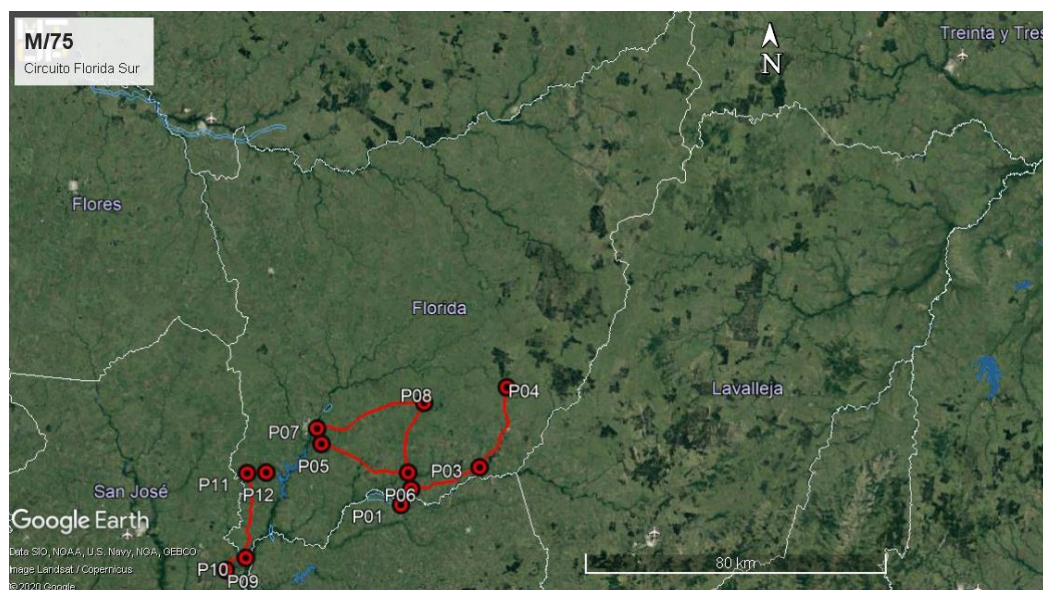 M/75
Circuito Florida Sur
N
Treinta y Tres
Flores
Florida
Lavalleja
P08
P04
P07
P05
P03
P11
P12
P06
P01
San José
Google Earth
Data SIO, NOAA, U.S. Navy, NGA, GEBCO
Image Landsat / Copernicus
© 2020 Google
P10
P09
80 km